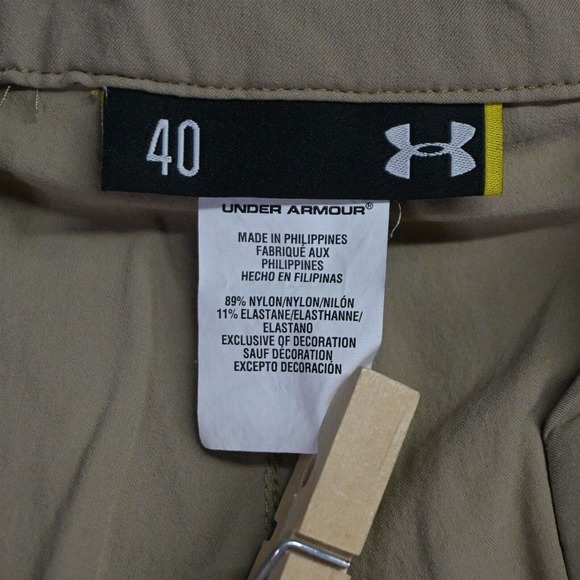 40
UNDER ARMOUR®
MADE IN PHILIPPINES
FABRIQUÉ AUX
PHILIPPINES
HECHO EN FILIPINAS
89% NYLON/NYLON/NILÓN
11% ELASTANE/ELASTHANNE/
ELASTANO
EXCLUSIVE OF DECORATION
SAUF DÉCORATION
EXCEPTO DECORACIÓN